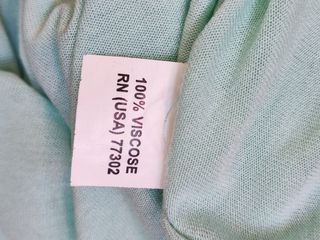 100% VISCOSE
RN (USA) 77302